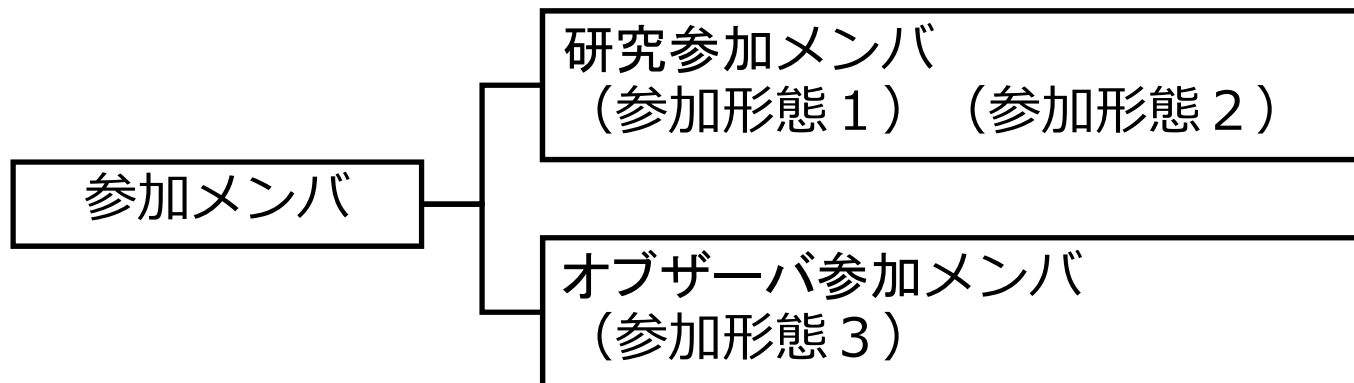 研究参加メンバ
（参加形態１）（参加形態２）
参加メンバ
オブザーバ参加メンバ
（参加形態３）